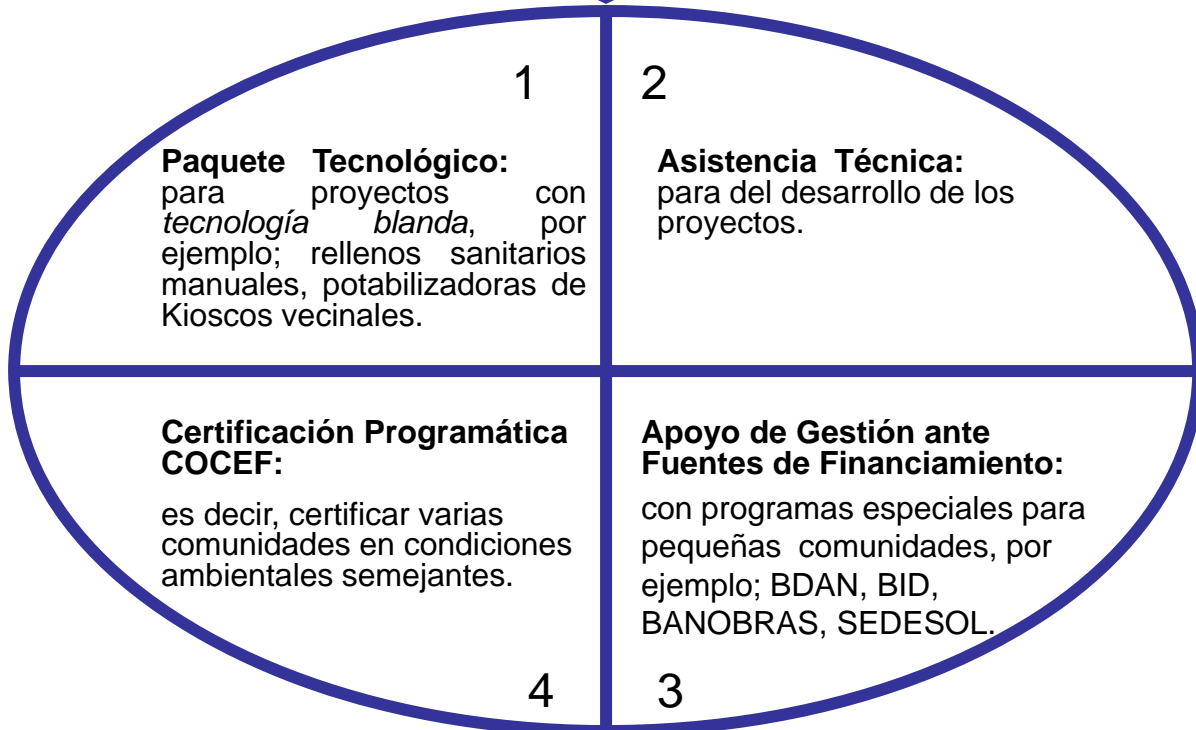 1
Paquete Tecnológico:
para proyectos con
tecnología blanda, por
ejemplo; rellenos sanitarios
manuales, potabilizadoras de
Kioscos vecinales.
2
Asistencia Técnica:
para del desarrollo de los
proyectos.
Certificación Programática
COCEF:
es decir, certificar varias
comunidades en condiciones
ambientales semejantes.
4
Apoyo de Gestión ante
Fuentes de Financiamiento:
con programas especiales para
pequeñas comunidades, por
ejemplo; BDAN, BID,
BANOBRAS, SEDESOL.
3